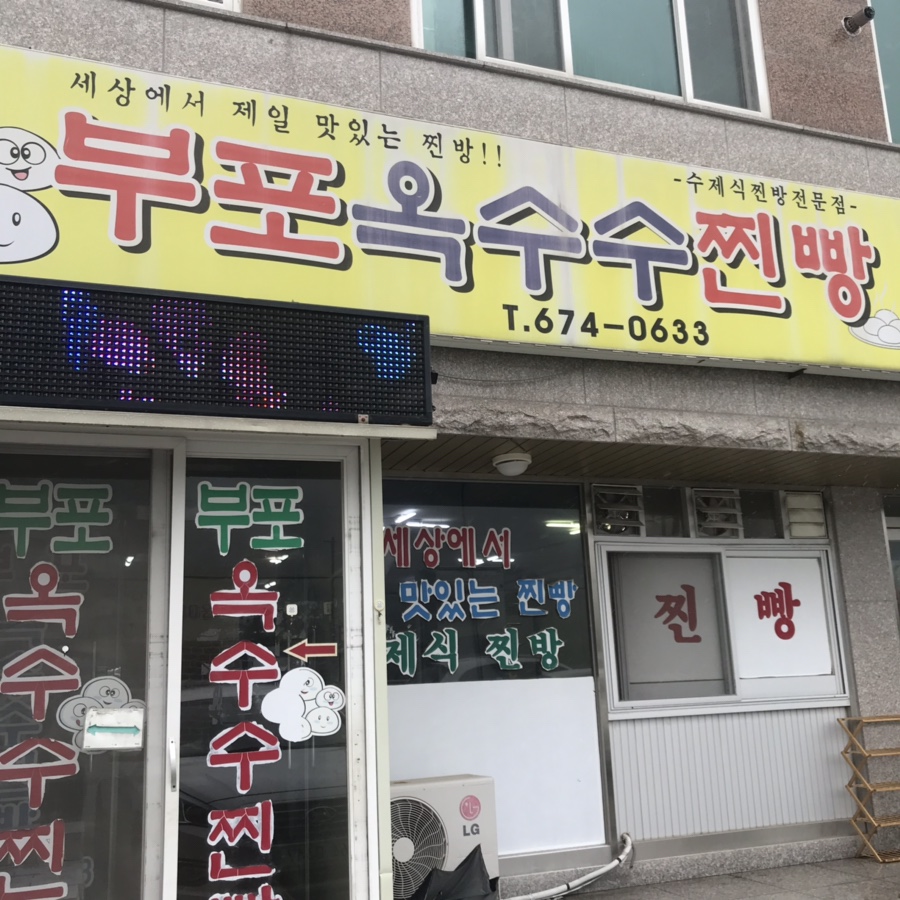 세상에서 제일 맛있는 찐방!!
-수제식찐방전문점-
부포옥수수찐빵
T.674-0633
부포
옥
수
수
찐
부포
옥
수
수
찐
세상에서
맛있는 찐빵
제식 찐방
찐 빵
LG